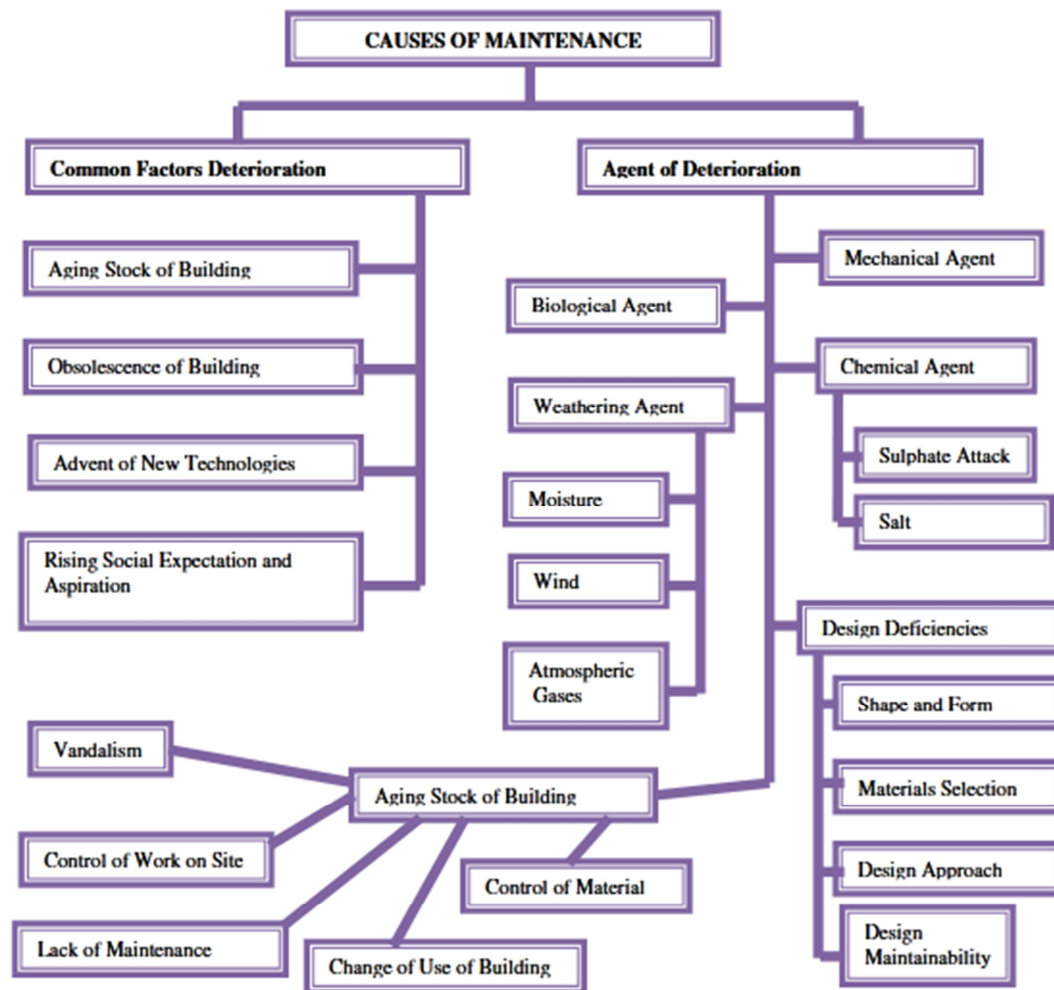 CAUSES OF MAINTENANCE
Common Factors Deterioration
Agent of Deterioration
Aging Stock of Building
Mechanical Agent
Biological Agent
Obsolescence of Building
Chemical Agent
Weathering Agent
Advent of New Technologies
Sulphate Attack
Moisture
Salt
Rising Social Expectation and
Aspiration
Wind
Design Deficiencies
Atmospheric
Gases
Shape and Form
Vandalism
Aging Stock of Building
Materials Selection
Control of Work on Site
Control of Material
Design Approach
Lack of Maintenance
Change of Use of Building
Design
Maintainability